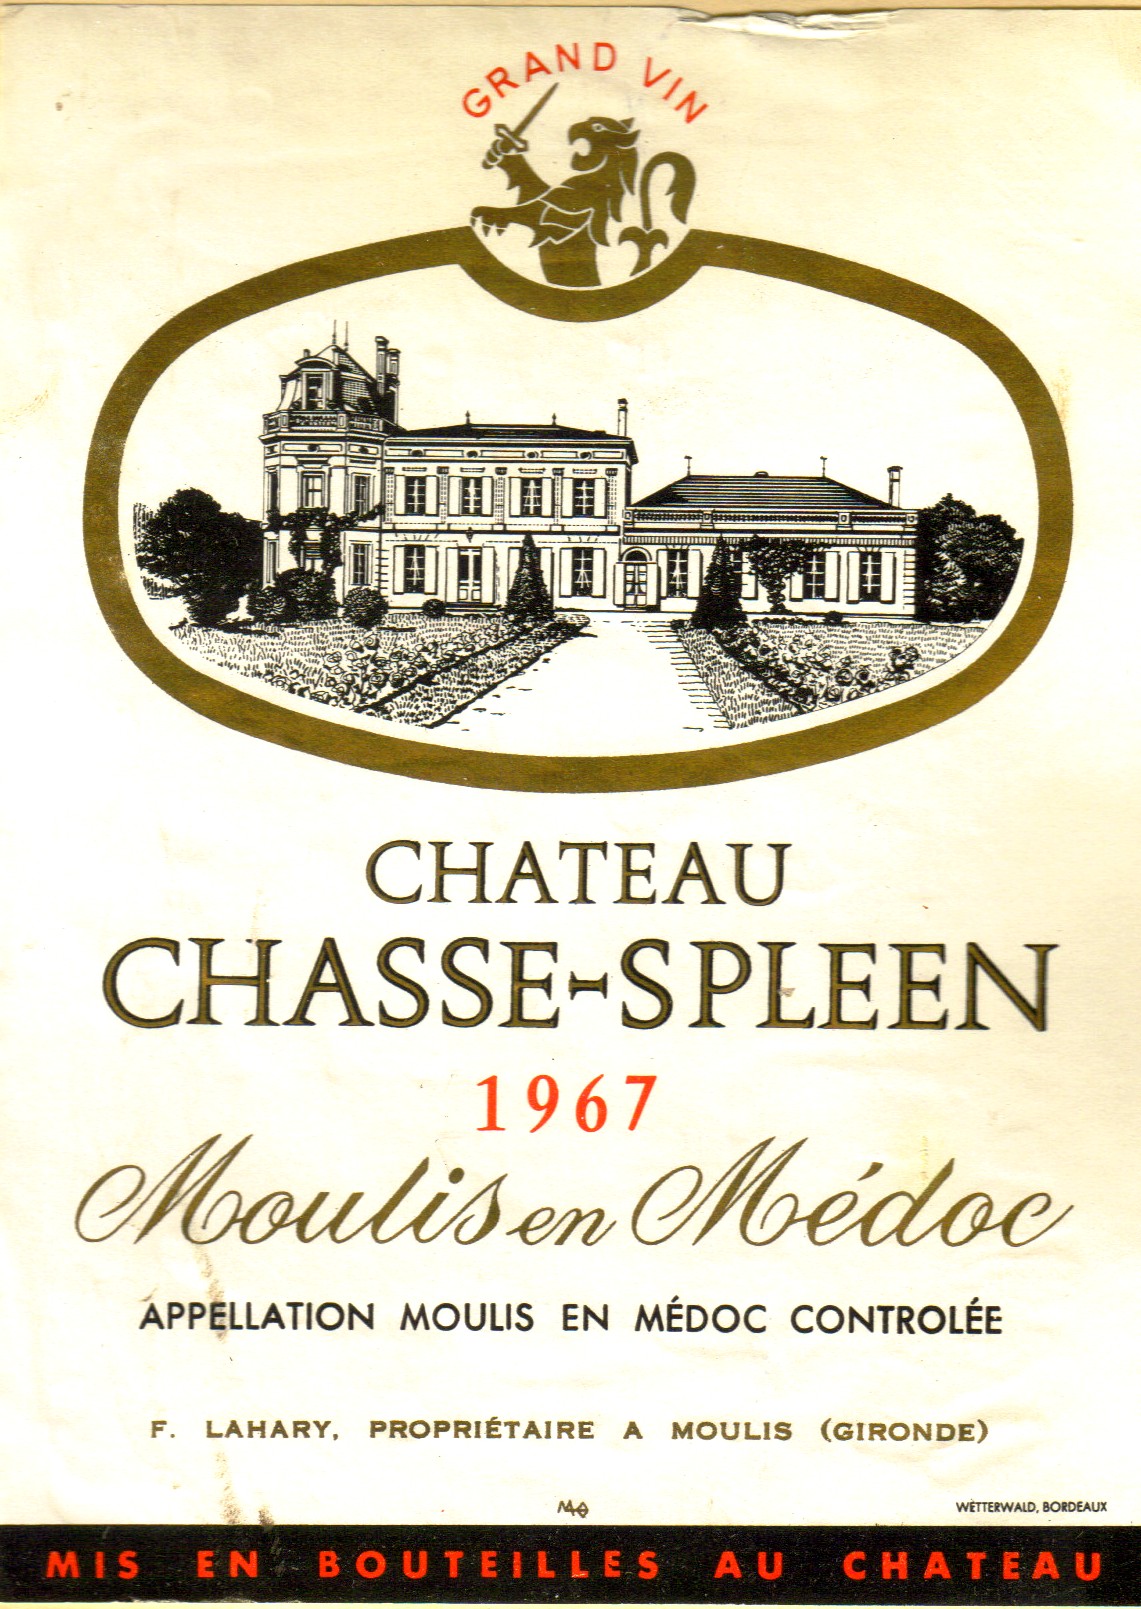 GRAND VIN
CHATEAU
CHASSE-SPLEEN
1967
Moulis en Médoc
APPELLATION MOULIS EN MÉDOC CONTROLÉE
F. LAHARY, PROPRIÉTAIRE A MOULIS (GIRONDE)
WETTERWALD, BORDEAUX
MIS EN BOUTEILLES AU CHATEAU